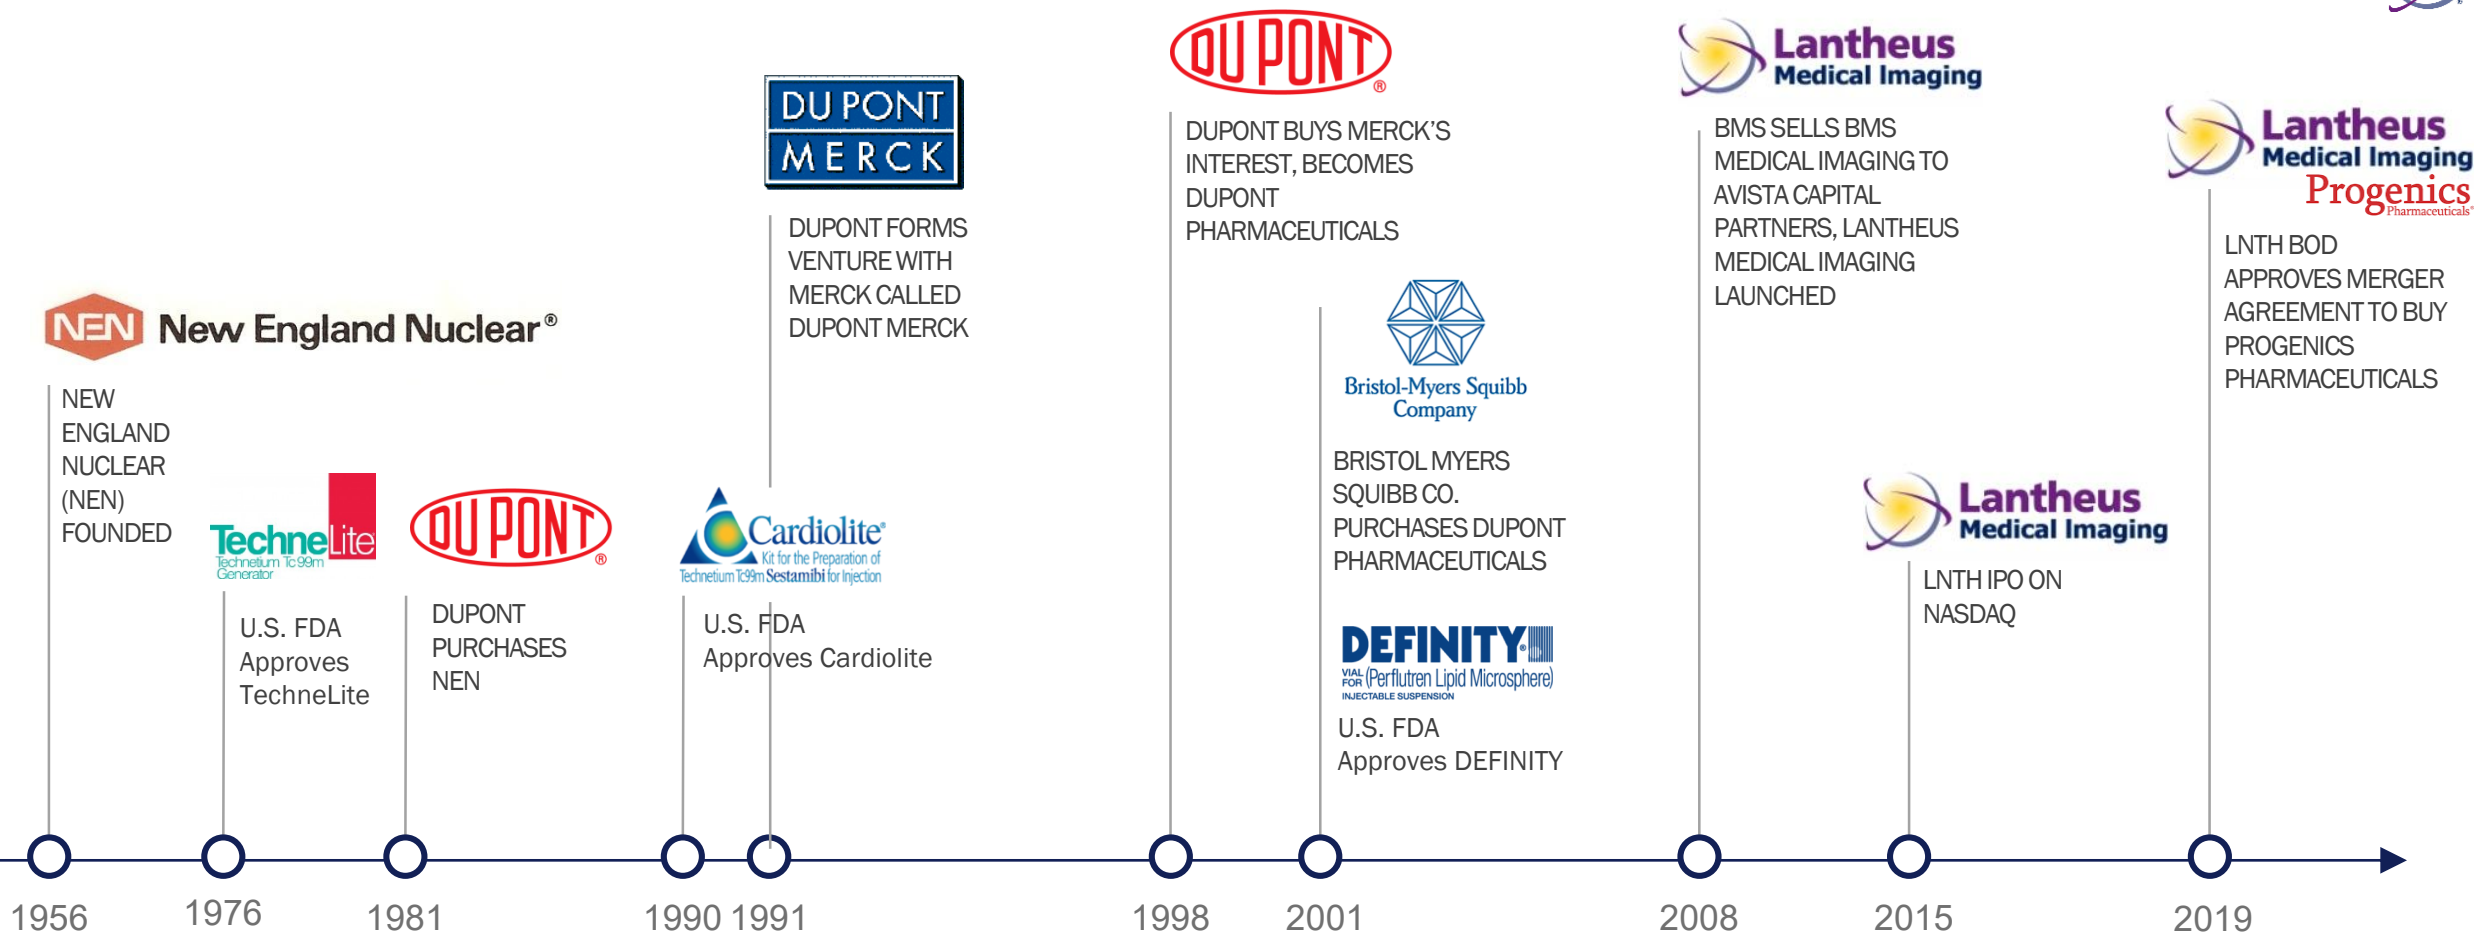 NEN New England Nuclear®
NEW
ENGLAND
NUCLEAR
(NEN)
FOUNDED
TechneLite
Technetium Tc99m
Generator
U.S. FDA
Approves
TechneLite
DU PONT®
DUPONT
PURCHASES
NEN
DU PONT
MERCK
DUPONT FORMS
VENTURE WITH
MERCK CALLED
DUPONT MERCK
Cardiolite®
Kit for the Preparation of
Technetium Tc99m Sestamibi for Injection
U.S. FDA
Approves Cardiolite
DU PONT®
DUPONT BUYS MERCK'S
INTEREST, BECOMES
DUPONT
PHARMACEUTICALS
Bristol-Myers Squibb
Company
BRISTOL MYERS
SQUIBB CO.
PURCHASES DUPONT
PHARMACEUTICALS
DEFINITY®
VIAL FOR (Perflutren Lipid Microsphere)
INJECTABLE SUSPENSION
U.S. FDA
Approves DEFINITY
Lantheus
Medical Imaging
BMS SELLS BMS
MEDICAL IMAGING TO
AVISTA CAPITAL
PARTNERS, LANTHEUS
MEDICAL IMAGING
LAUNCHED
Lantheus
Medical Imaging
LNTH IPO ON
NASDAQ
Lantheus
Medical Imaging
Progenics
Pharmaceuticals®
LNTH BOD
APPROVES MERGER
AGREEMENT TO BUY
PROGENICS
PHARMACEUTICALS
1956 1976 1981 1990 1991 1998 2001 2008 2015 2019